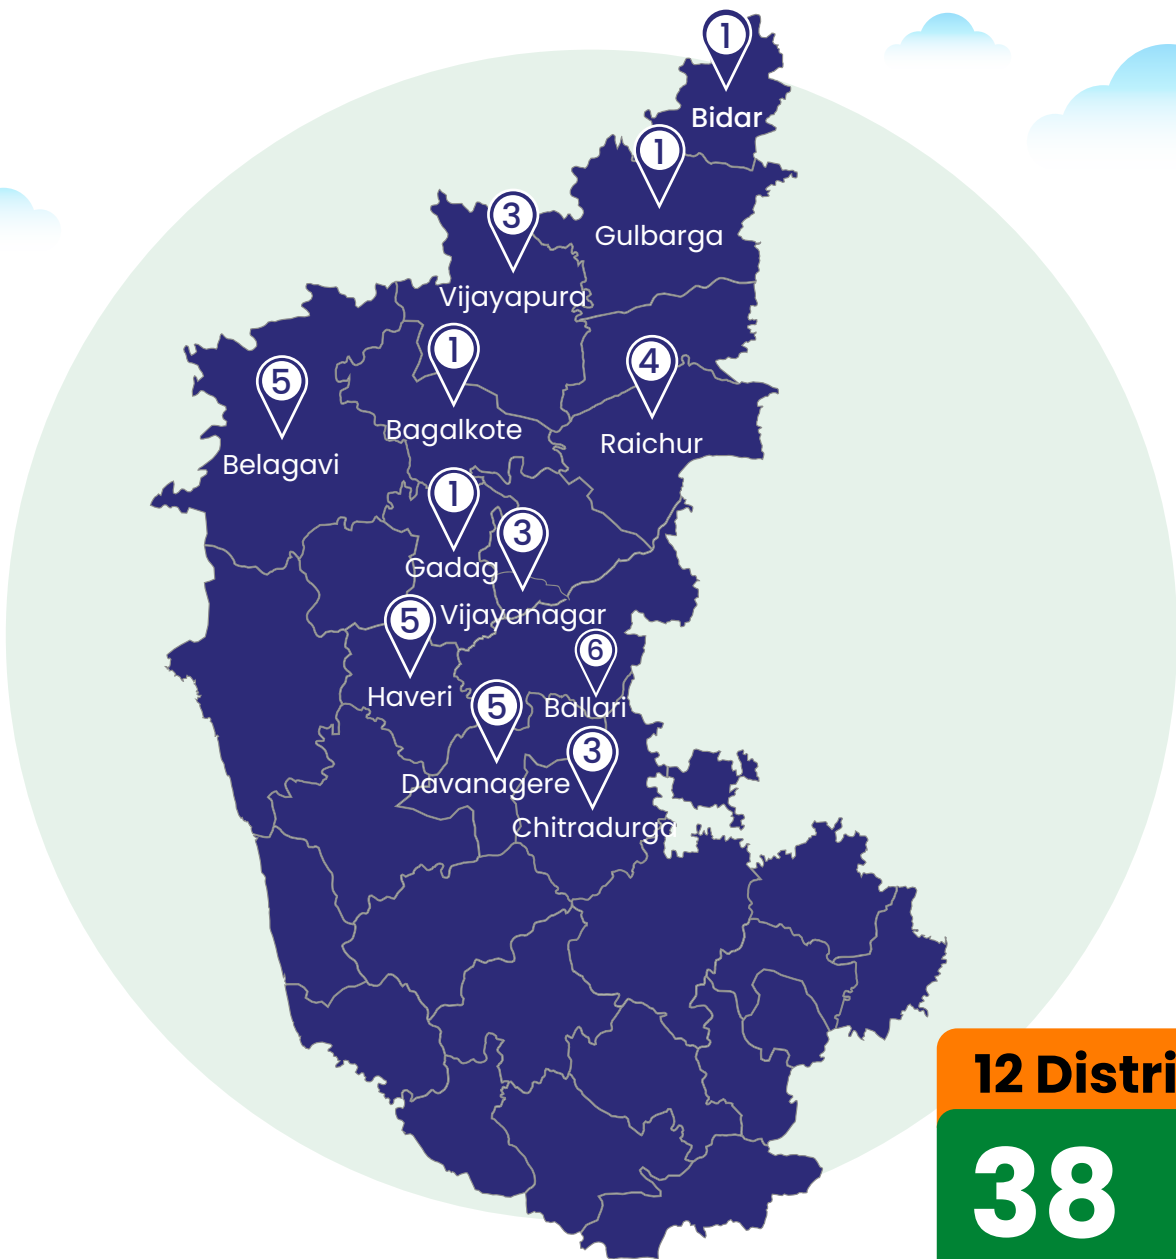 1
Bidar
1
Gulbarga
3
Vijayapura
1
Bagalkote
4
Raichur
5
Belagavi
1
Gadag
3
Vijayanagar
5
Haveri
6
Ballari
5
Davanagere
3
Chitradurga
12 Distri
38